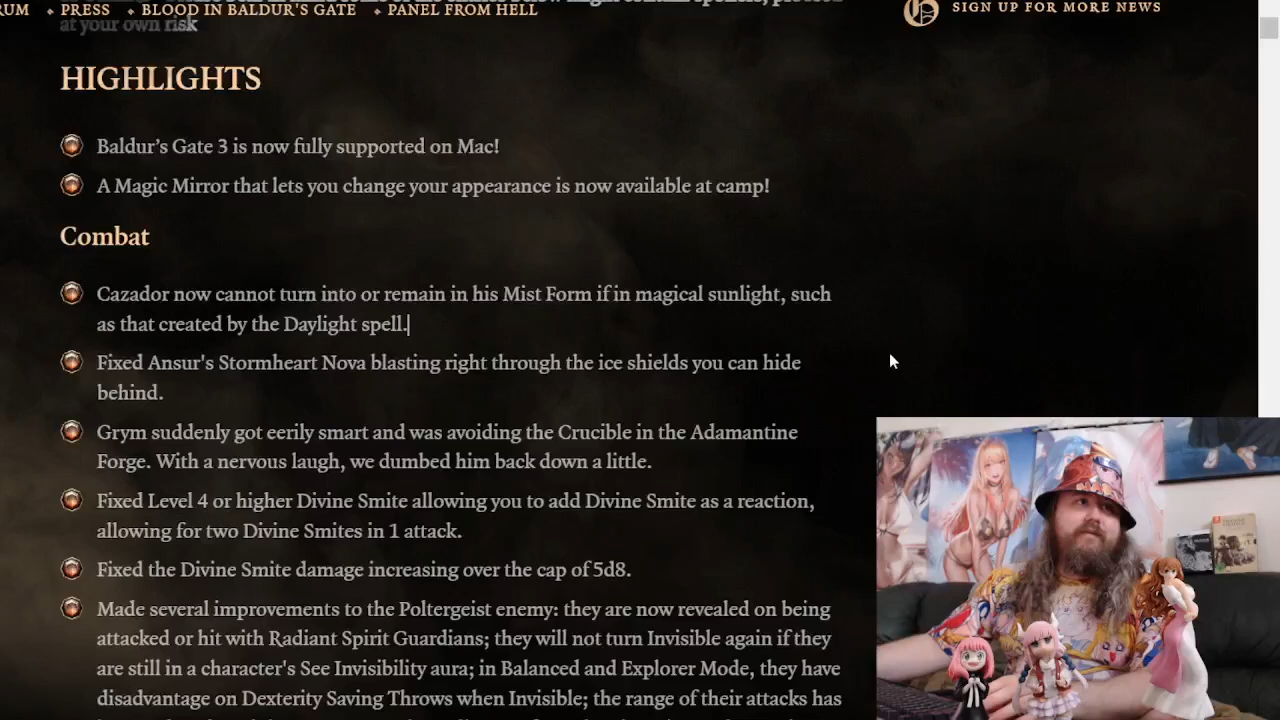 RUM PRESS BLOOD IN BALDUR'S GATE PANEL FROM HELL
SIGN UP FOR MORE NEWS
at your own risk
HIGHLIGHTS
Baldur's Gate 3 is now fully supported on Mac!
A Magic Mirror that lets you change your appearance is now available at camp!
Combat
Cazador now cannot turn into or remain in his Mist Form if in magical sunlight, such
as that created by the Daylight spell.
Fixed Ansur's Stormheart Nova blasting right through the ice shields you can hide
behind.
Grym suddenly got eerily smart and was avoiding the Crucible in the Adamantine
Forge. With a nervous laugh, we dumbed him back down a little.
Fixed Level 4 or higher Divine Smite allowing you to add Divine Smite as a reaction,
allowing for two Divine Smites in 1 attack.
Fixed the Divine Smite damage increasing over the cap of 5d8.
Made several improvements to the Poltergeist enemy: they are now revealed on being
attacked or hit with Radiant Spirit Guardians; they will not turn Invisible again if they
are still in a character's See Invisibility aura; in Balanced and Explorer Mode, they have
disadvantage on Dexterity Saving Throws when Invisible; the range of their attacks has